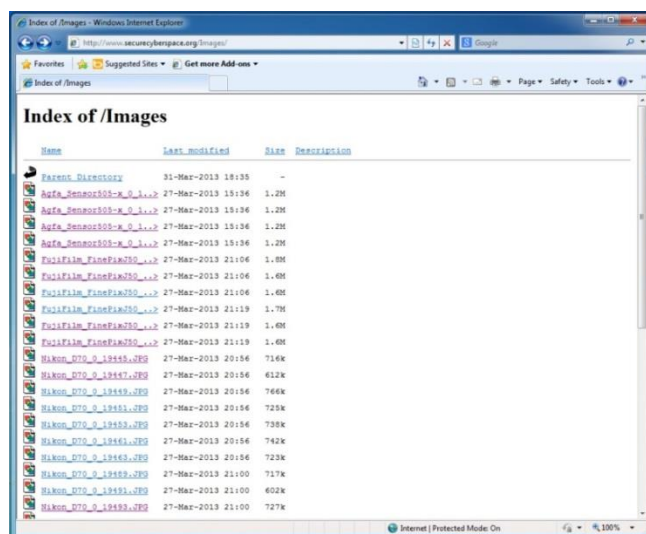 Index of /Images - Windows Internet Explorer
http://www.securecyberspace.org/Images/
Google
Favorites Suggested Sites Get more Add-ons
Index of /Images
Page Safety Tools
Index of /Images
Name Last modified Size Description
Parent Directory 31-Mar-2013 18:35 -
Agfa_Sensor505-x_0_1..> 27-Mar-2013 15:36 1.2M
Agfa_Sensor505-x_0_1..> 27-Mar-2013 15:36 1.2M
Agfa_Sensor505-x_0_1..> 27-Mar-2013 15:36 1.2M
Agfa_Sensor505-x_0_1..> 27-Mar-2013 15:36 1.2M
FujiFilm_FinePixJ50_..> 27-Mar-2013 21:06 1.8M
FujiFilm_FinePixJ50_..> 27-Mar-2013 21:06 1.6M
FujiFilm_FinePixJ50_..> 27-Mar-2013 21:06 1.6M
FujiFilm_FinePixJ50_..> 27-Mar-2013 21:19 1.7M
FujiFilm_FinePixJ50_..> 27-Mar-2013 21:19 1.6M
FujiFilm_FinePixJ50_..> 27-Mar-2013 21:19 1.6M
Nikon_D70_0_19445.JPG 27-Mar-2013 20:56 716k
Nikon_D70_0_19447.JPG 27-Mar-2013 20:56 612k
Nikon_D70_0_19449.JPG 27-Mar-2013 20:56 766k
Nikon_D70_0_19451.JPG 27-Mar-2013 20:56 725k
Nikon_D70_0_19453.JPG 27-Mar-2013 20:56 738k
Nikon_D70_0_19461.JPG 27-Mar-2013 20:56 742k
Nikon_D70_0_19463.JPG 27-Mar-2013 20:56 723k
Nikon_D70_0_19489.JPG 27-Mar-2013 21:00 717k
Nikon_D70_0_19491.JPG 27-Mar-2013 21:00 602k
Nikon_D70_0_19493.JPG 27-Mar-2013 21:00 727k
Internet | Protected Mode: On 100%